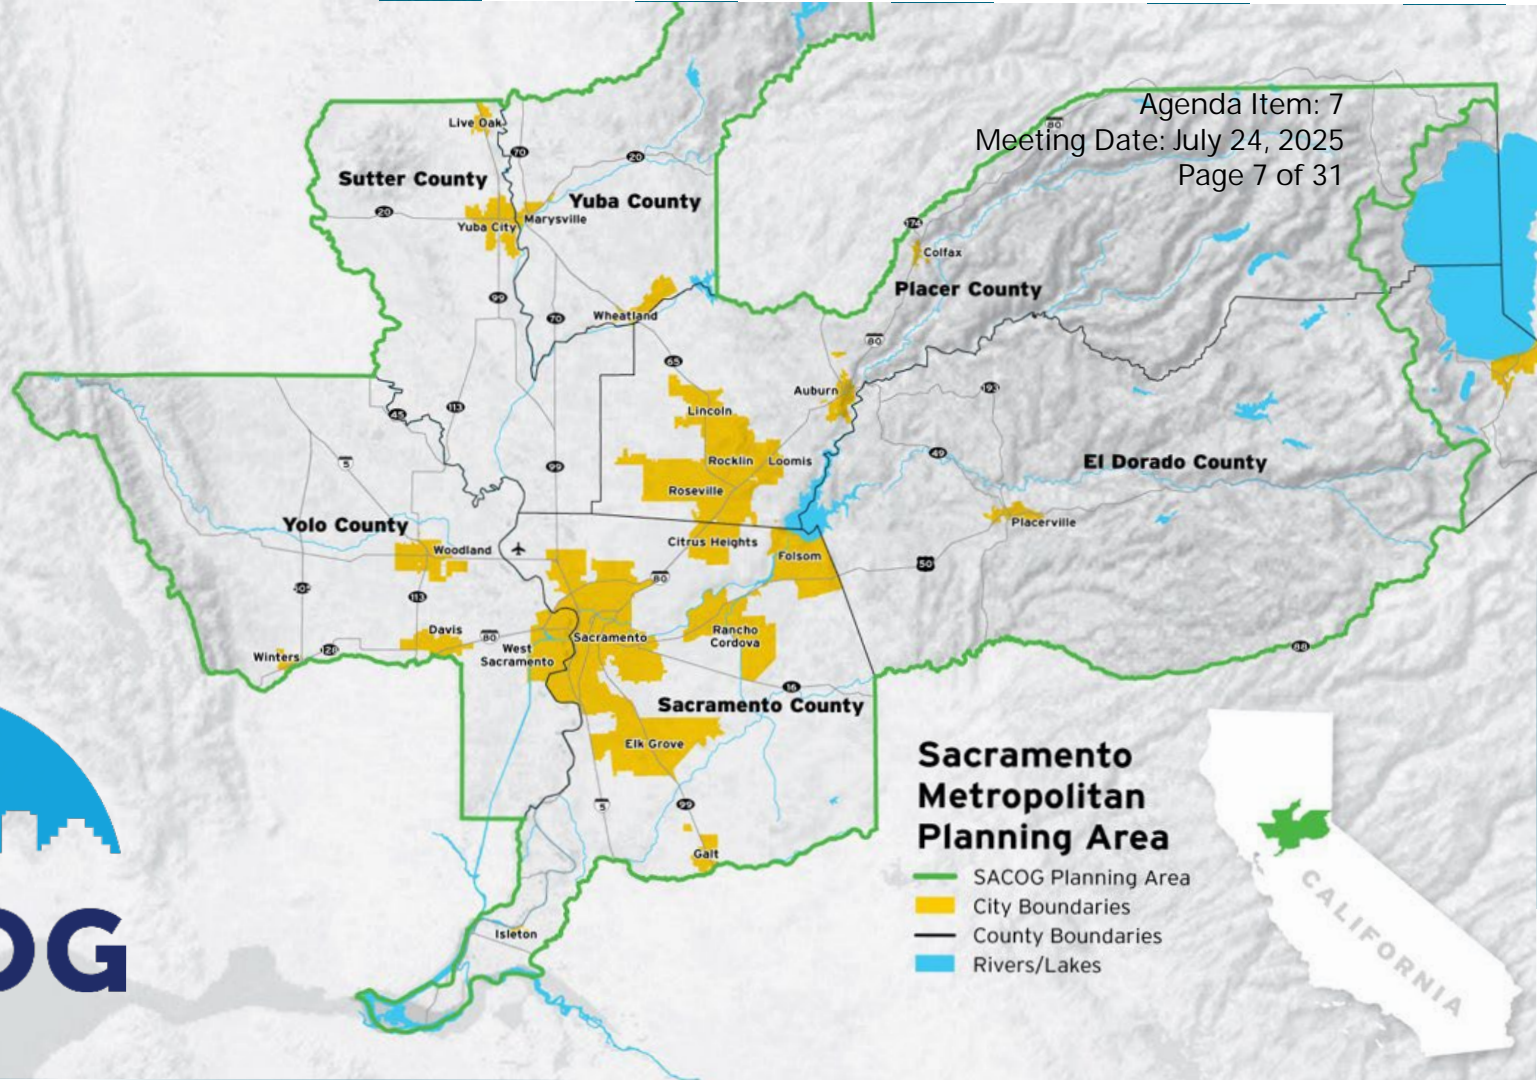 Agenda Item: 7
Meeting Date: July 24, 2025
Page 7 of 31
80
Live Oak
70
20
Sutter County
Yuba County
20
Marysville
Yuba City
174
Colfax
Placer County
99
70
Wheatland
80
65
Auburn
193
45
113
Lincoln
49
5
99
Rocklin
Loomis
El Dorado County
Roseville
Yolo County
Placerville
Woodland
Citrus Heights
Folsom
50
80
113
Davis
80
Sacramento
Rancho
Cordova
West
Sacramento
Winters
128
88
16
Sacramento County
Elk Grove
5
99
Galt
Isleton
OG
Sacramento
Metropolitan
Planning Area
SACOG Planning Area
City Boundaries
County Boundaries
Rivers/Lakes
CALIFORNIA